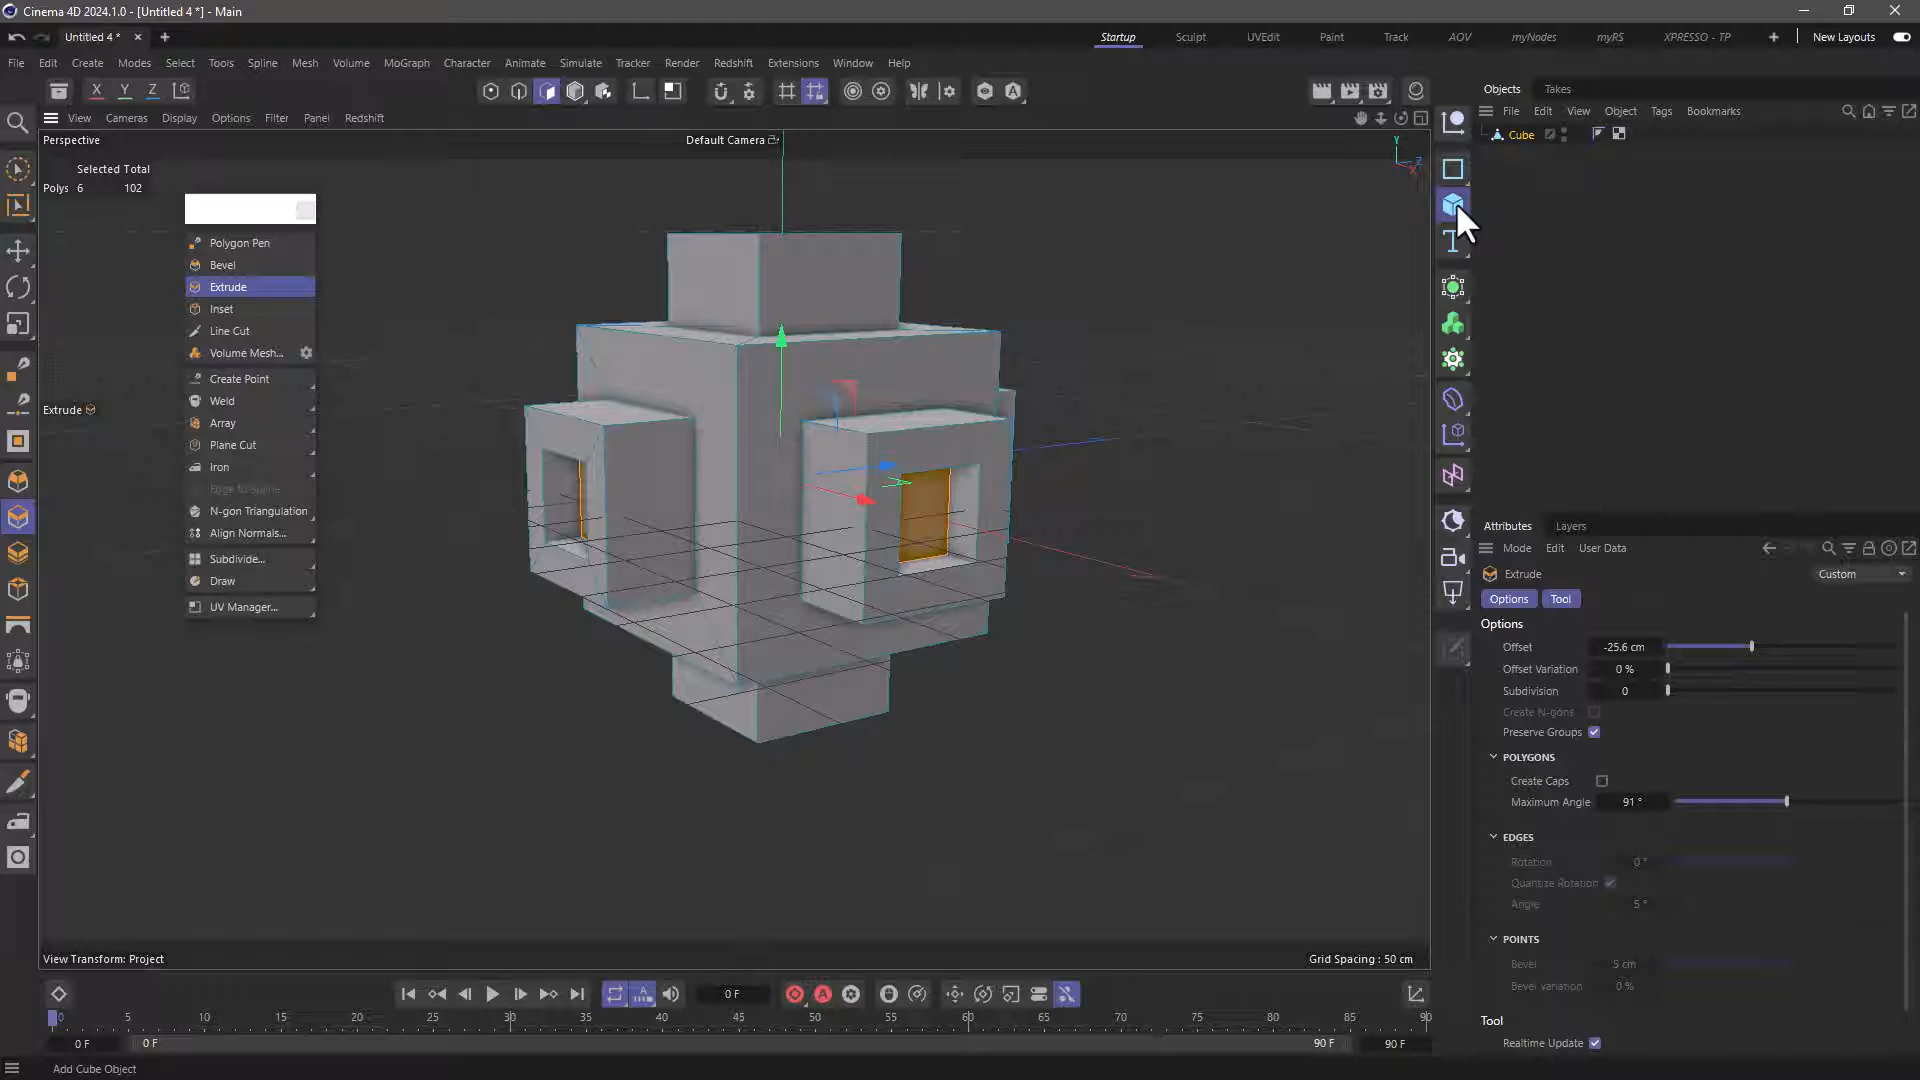 Cinema 4D 2024.1.0 - [Untitled 4 *] - Main
Untitled 4 *
Startup Sculpt UVEdit Paint Track AOV myNodes myRS XPRESSO - TP New Layouts
File Edit Create Modes Select Tools Spline Mesh Volume MoGraph Character Animate Simulate Tracker Render Redshift Extensions Window Help
X Y Z
Objects Takes
File Edit View Object Tags Bookmarks
Cube
View Cameras Display Options Filter Panel Redshift
Perspective
Default Camera
Y
Z
X
Selected Total
Polys 6 102
Polygon Pen
Bevel
Extrude
Inset
Line Cut
Volume Mesh...
Create Point
Weld
Array
Plane Cut
Iron
Edge to Spline
N-gon Triangulation
Align Normals...
Subdivide...
Draw
UV Manager...
Extrude
Attributes Layers
Mode Edit User Data
Extrude
Custom
Options Tool
Options
Offset -25.6 cm
Offset Variation 0 %
Subdivision 0
Create N-gons
Preserve Groups
POLYGONS
Create Caps
Maximum Angle 91 °
EDGES
Rotation 0 °
Quantize Rotation
Angle 5 °
POINTS
Bevel 5 cm
Bevel Variation 0 %
Tool
Realtime Update
View Transform: Project
Grid Spacing : 50 cm
0 F
0 5 10 15 20 25 30 35 40 45 50 55 60 65 70 75 80 85 90
0 F 0 F 90 F 90 F
Add Cube Object